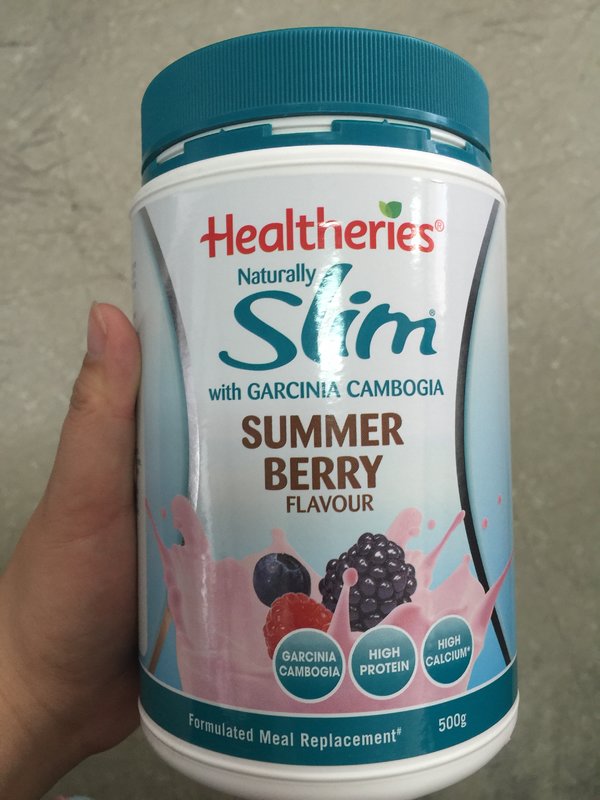 Healtheries®
Naturally
Slim®
with GARCINIA CAMBOGIA
SUMMER
BERRY
FLAVOUR
GARCINIA
CAMBOGIA
HIGH
PROTEIN
HIGH
CALCIUM*
Formulated Meal Replacement#
500g